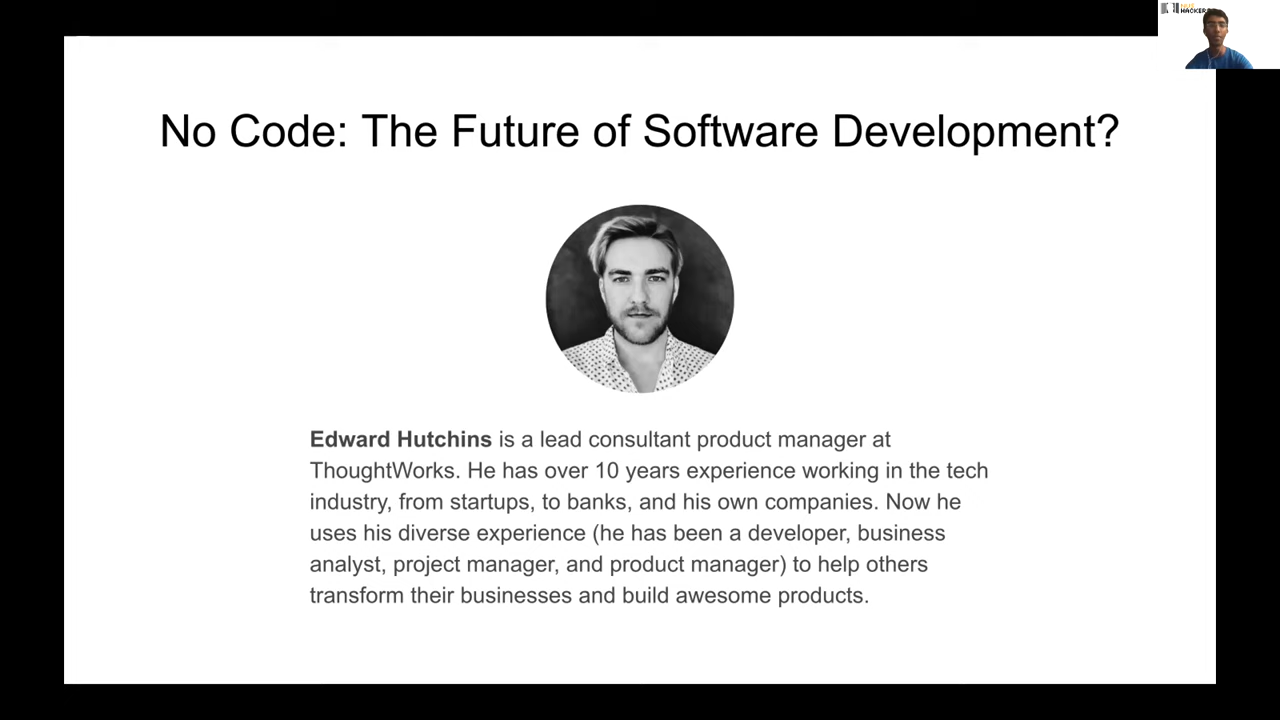 HACKERS
No Code: The Future of Software Development?
Edward Hutchins is a lead consultant product manager at
ThoughtWorks. He has over 10 years experience working in the tech
industry, from startups, to banks, and his own companies. Now he
uses his diverse experience (he has been a developer, business
analyst, project manager, and product manager) to help others
transform their businesses and build awesome products.